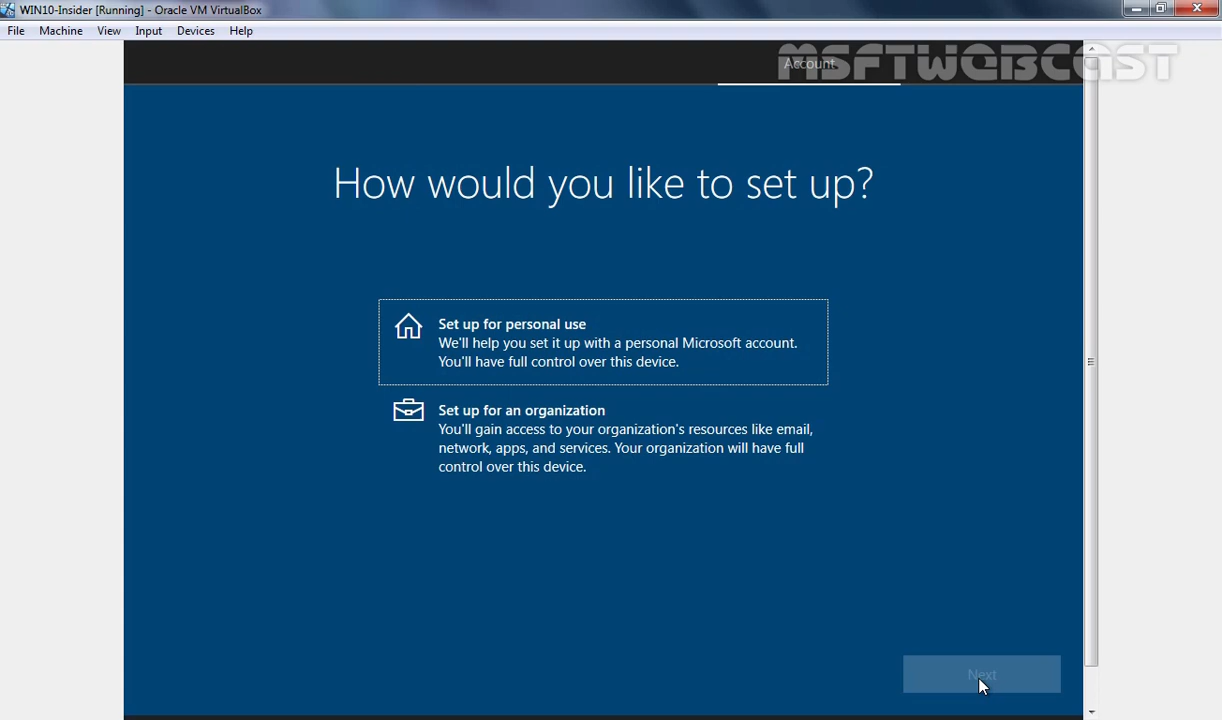 WIN10-Insider [Running] - Oracle VM VirtualBox
File Machine View Input Devices Help
MSFTWEBCAST
Account
How would you like to set up?
Set up for personal use
We'll help you set it up with a personal Microsoft account.
You'll have full control over this device.
Set up for an organization
You'll gain access to your organization's resources like email,
network, apps, and services. Your organization will have full
control over this device.
Next